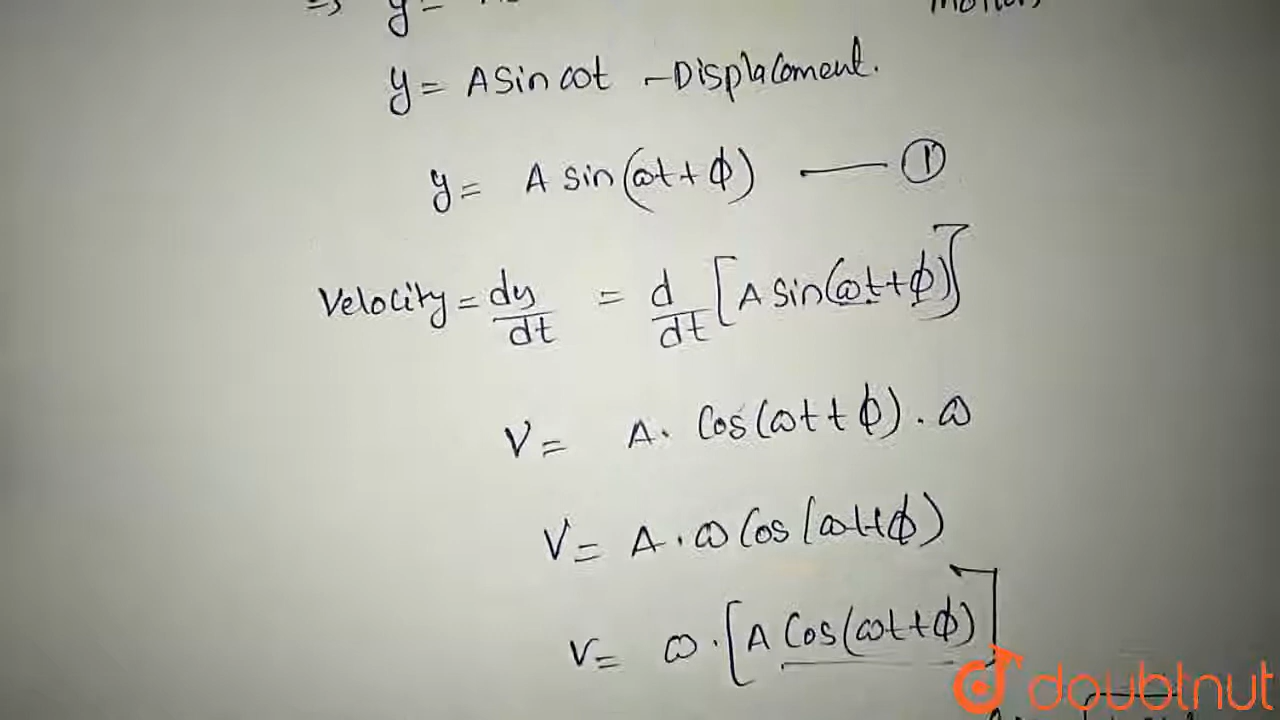 ⇒ y =
y = A Sin ωt – Displacement.
y = A sin (ωt + ϕ) — ①
Velocity = dy/dt = d/dt [A Sin (ωt + ϕ)]
V = A. Cos (ωt + ϕ) . ω
V = A . ω Cos (ωt + ϕ)
V = ω . [A Cos (ωt + ϕ)]
doubtnut